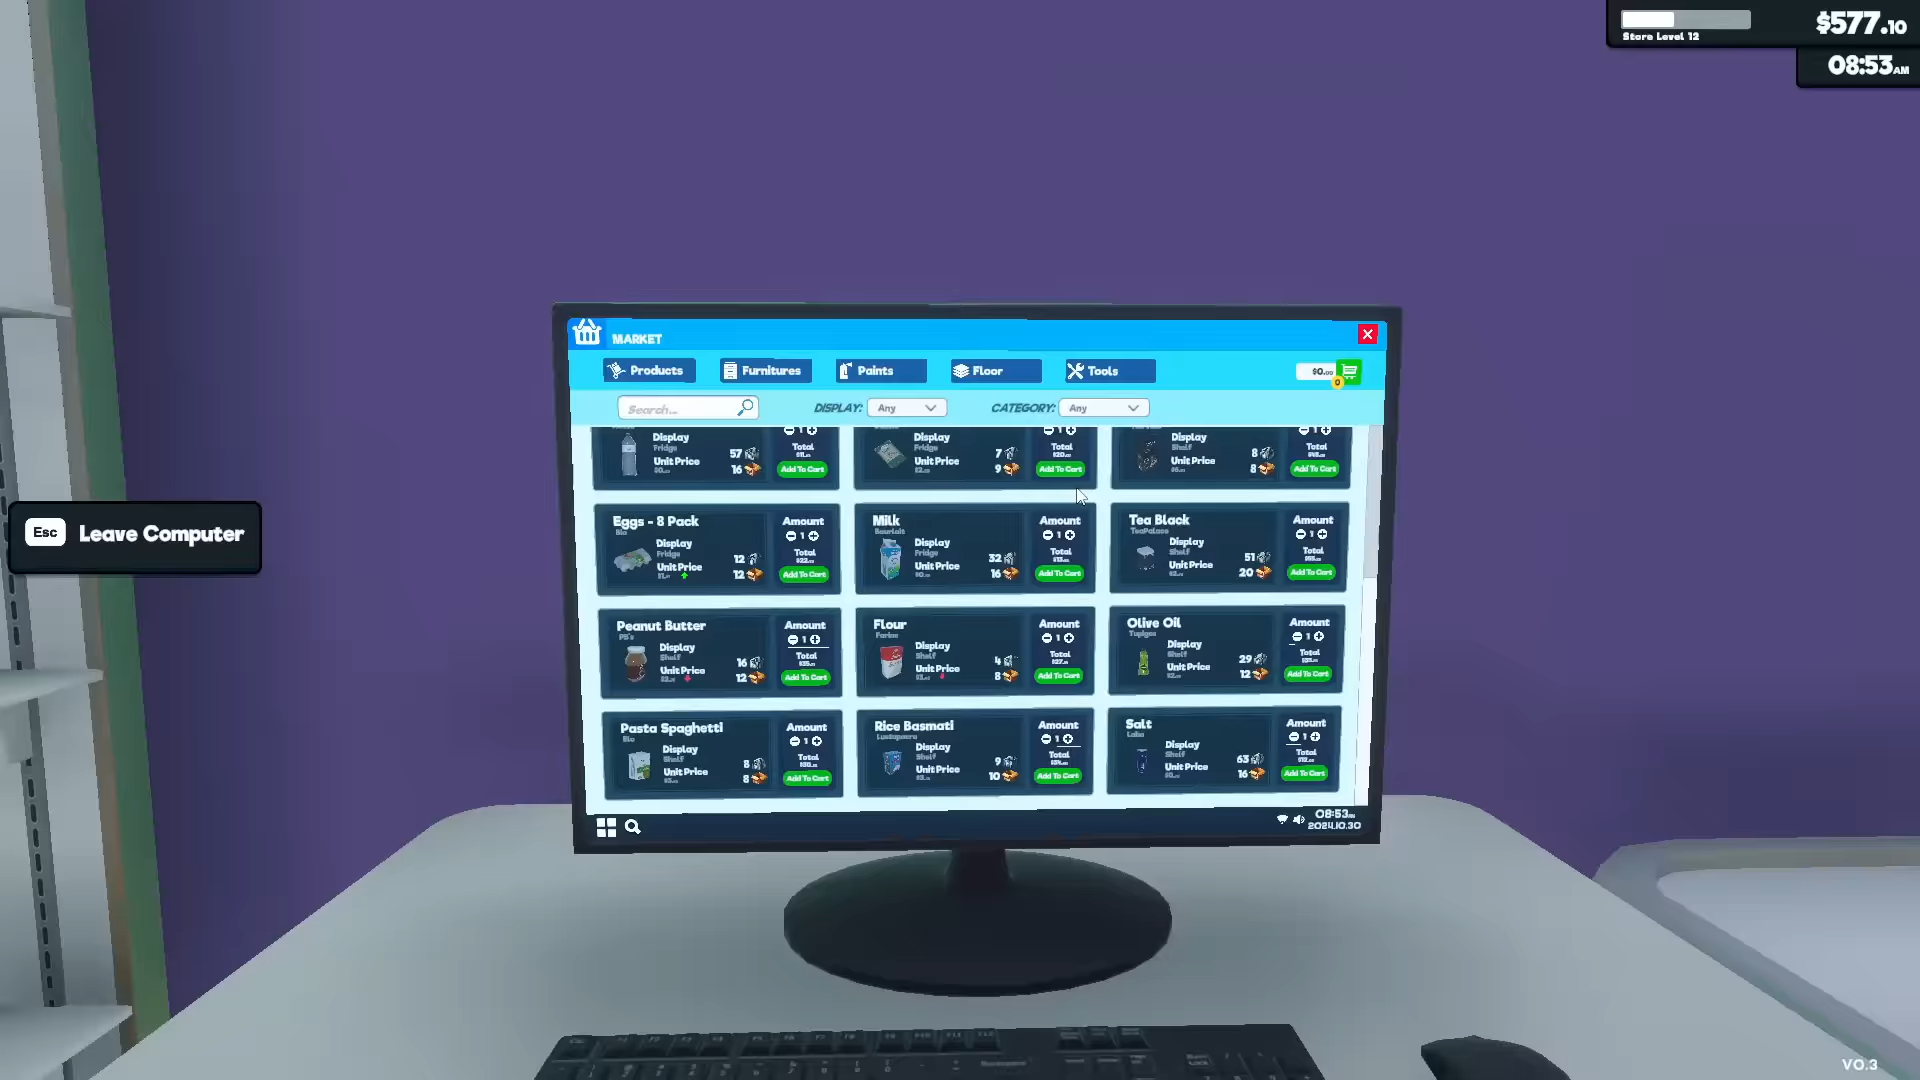 $577.10
Store Level 12
08:53AM
MARKET
Products
Furnitures
Paints
Floor
Tools
0
Search...
DISPLAY:
Any
CATEGORY:
Any
Display
Fridge
Unit Price
57
16
1
Total
Add To Cart
Display
Fridge
Unit Price
7
9
1
Total
Add To Cart
Display
Shelf
Unit Price
8
8
1
Total
Add To Cart
Eggs - 8 Pack
Display
Fridge
Unit Price
12
12
Amount
1
Total
Add To Cart
Milk
Display
Fridge
Unit Price
32
16
Amount
1
Total
Add To Cart
Tea Black
Display
Shelf
Unit Price
51
20
Amount
1
Total
Add To Cart
Peanut Butter
Display
Shelf
Unit Price
16
12
Amount
1
Total
Add To Cart
Flour
Display
Shelf
Unit Price
4
8
Amount
1
Total
Add To Cart
Olive Oil
Display
Shelf
Unit Price
29
12
Amount
1
Total
Add To Cart
Pasta Spaghetti
Display
Shelf
Unit Price
8
8
Amount
1
Total
Add To Cart
Rice Basmati
Display
Shelf
Unit Price
9
10
Amount
1
Total
Add To Cart
Salt
Display
Shelf
Unit Price
63
16
Amount
1
Total
Add To Cart
08:53AM
2024.10.30
Esc
Leave Computer
V0.3